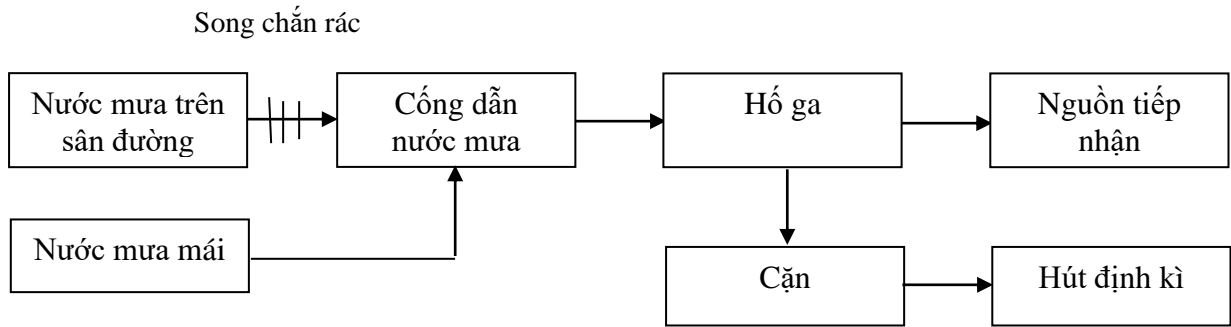 Song chắn rác
Nước mưa trên
sân đường
Cống dẫn
nước mưa
Hố ga
Nguồn tiếp
nhận
Nước mưa mái
Cặn
Hút định kì